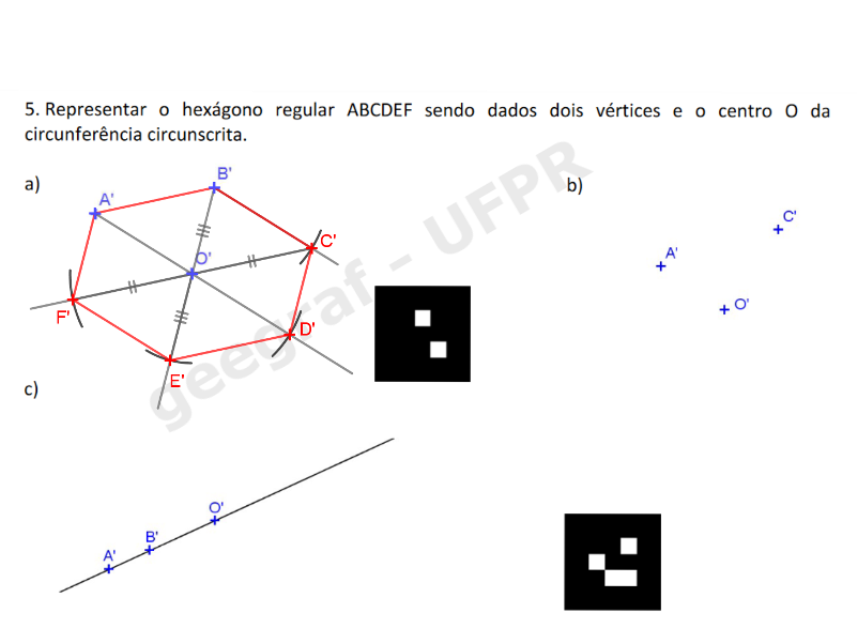 5. Representar o hexágono regular ABCDEF sendo dados dois vértices e o centro O da
circunferência circunscrita.
a)
b)
A'
B'
O'
C'
D'
E'
F'
A'
C'
O'
c)
A'
B'
O'
geegraf - UFPR